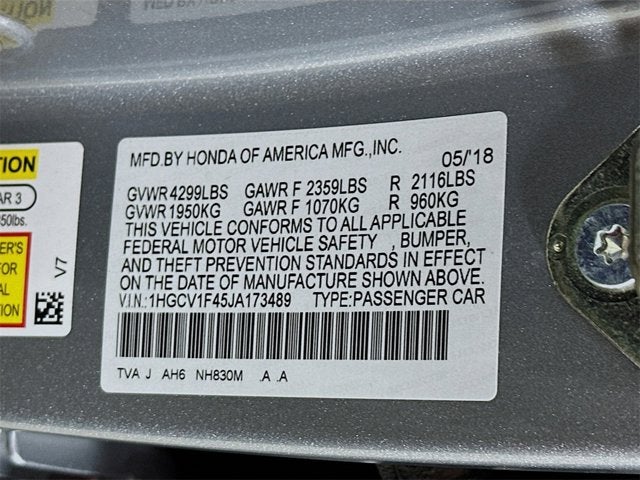 MFD.BY HONDA OF AMERICA MFG.,INC. 05/'18
GVWR 4299LBS GAWR F 2359LBS R 2116LBS
GVWR 1950KG GAWR F 1070KG R 960KG
THIS VEHICLE CONFORMS TO ALL APPLICABLE
FEDERAL MOTOR VEHICLE SAFETY , BUMPER,
AND THEFT PREVENTION STANDARDS IN EFFECT
ON THE DATE OF MANUFACTURE SHOWN ABOVE.
V.I.N.:1HGCV1F45JA173489 TYPE:PASSENGER CAR
TVA J AH6 NH830M .A .A
V7